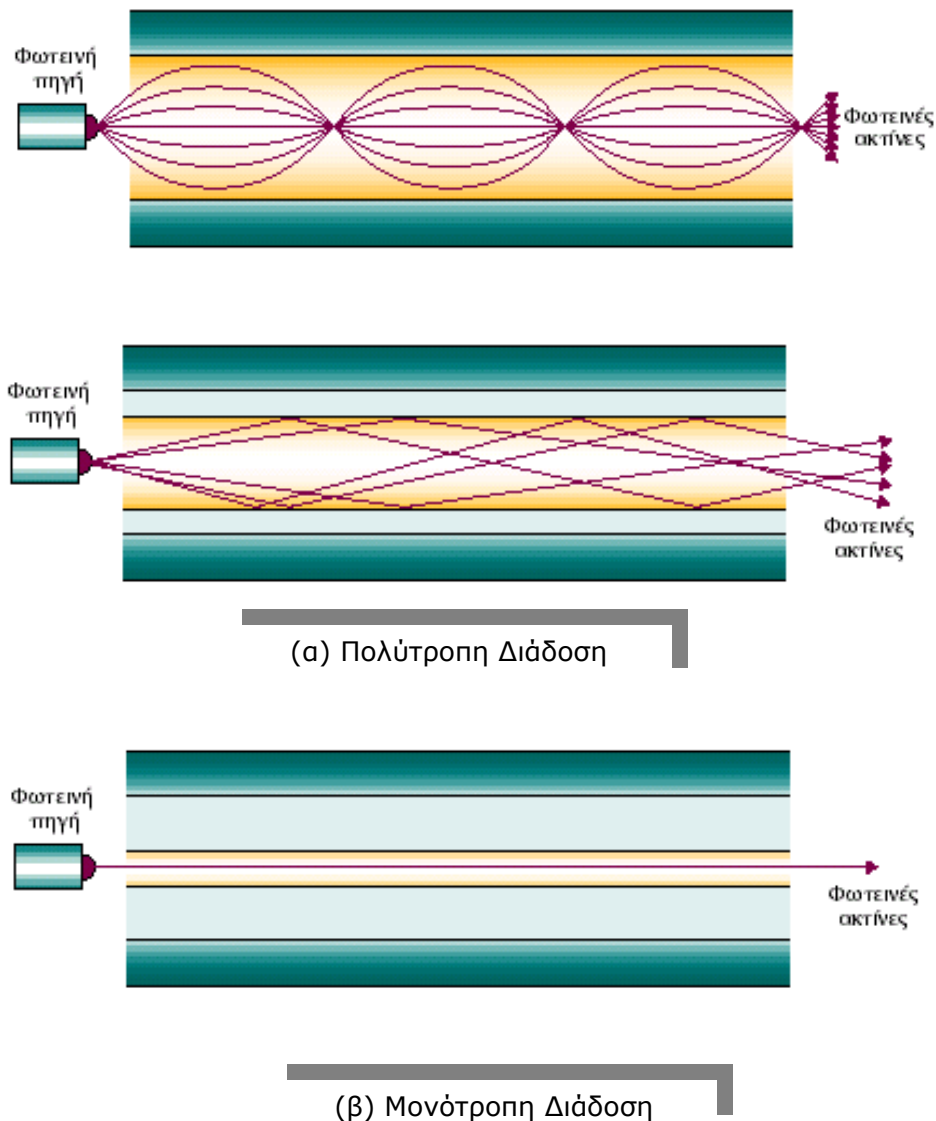 Φωτεινή
πηγή
Φωτεινές
ακτίνες
Φωτεινή
πηγή
Φωτεινές
ακτίνες
(α) Πολύτροπη Διάδοση
Φωτεινή
πηγή
Φωτεινές
ακτίνες
(β) Μονότροπη Διάδοση